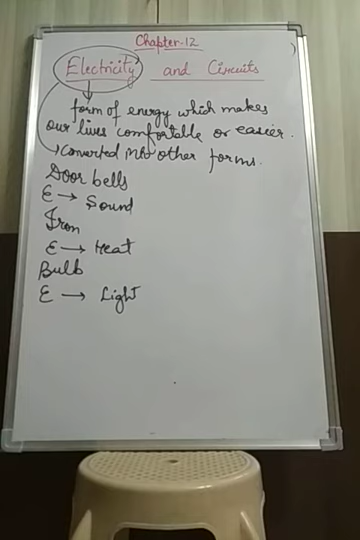 Chapter-12
Electricity and Circuits
form of energy which makes
our lives comfortable or easier.
converted into other forms.
Door bells
E → Sound
Iron
E → Heat
Bulb
E → Light